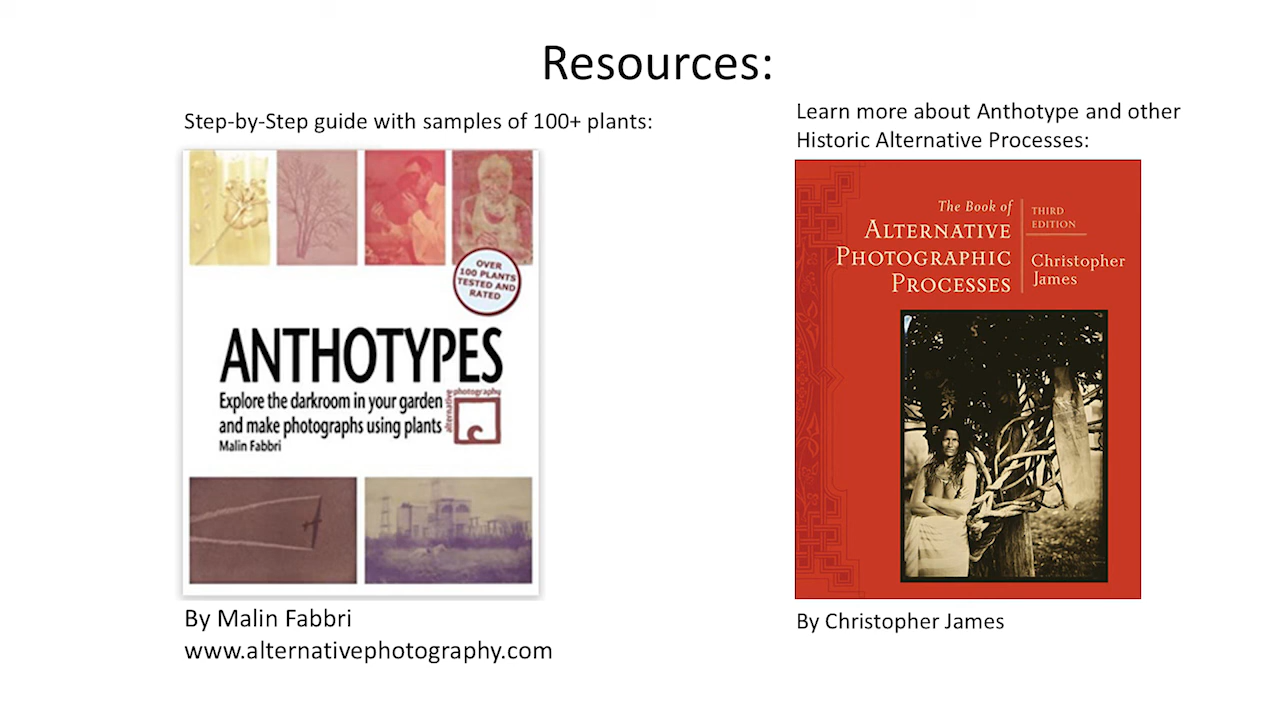 Resources:
Step-by-Step guide with samples of 100+ plants:
OVER
100 PLANTS
TESTED AND
RATED
ANTHOTYPES
Explore the darkroom in your garden
and make photographs using plants
Malin Fabbri
alternative photography
By Malin Fabbri
www.alternativephotography.com
Learn more about Anthotype and other
Historic Alternative Processes:
The Book of
ALTERNATIVE
PHOTOGRAPHIC
PROCESSES
THIRD
EDITION
Christopher
James
By Christopher James